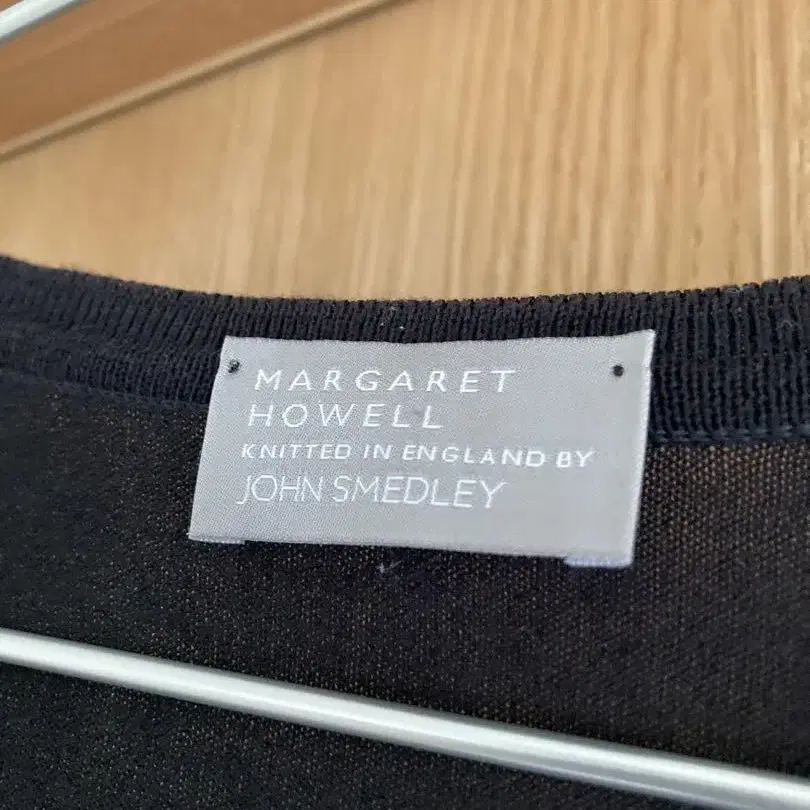 MARGARET
HOWELL
KNITTED IN ENGLAND BY
JOHN SMEDLEY